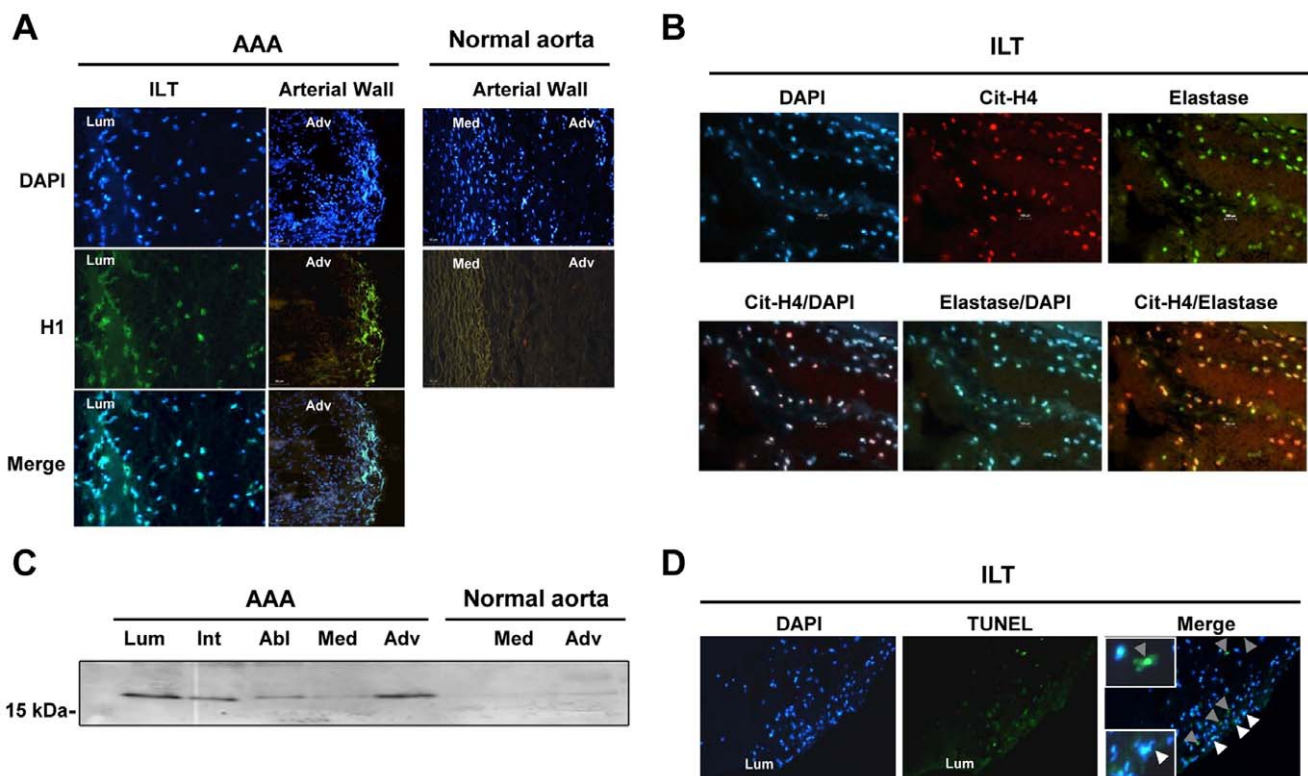 A
AAA
Normal aorta
ILT
Arterial Wall
Arterial Wall
DAPI
Lum
Adv
Med
Adv
H1
Lum
Adv
Med
Adv
Merge
Lum
Adv
B
ILT
DAPI
Cit-H4
Elastase
Cit-H4/DAPI
Elastase/DAPI
Cit-H4/Elastase
C
AAA
Normal aorta
Lum Int Abl Med Adv Med Adv
15 kDa-
D
ILT
DAPI
TUNEL
Merge
Lum
Lum